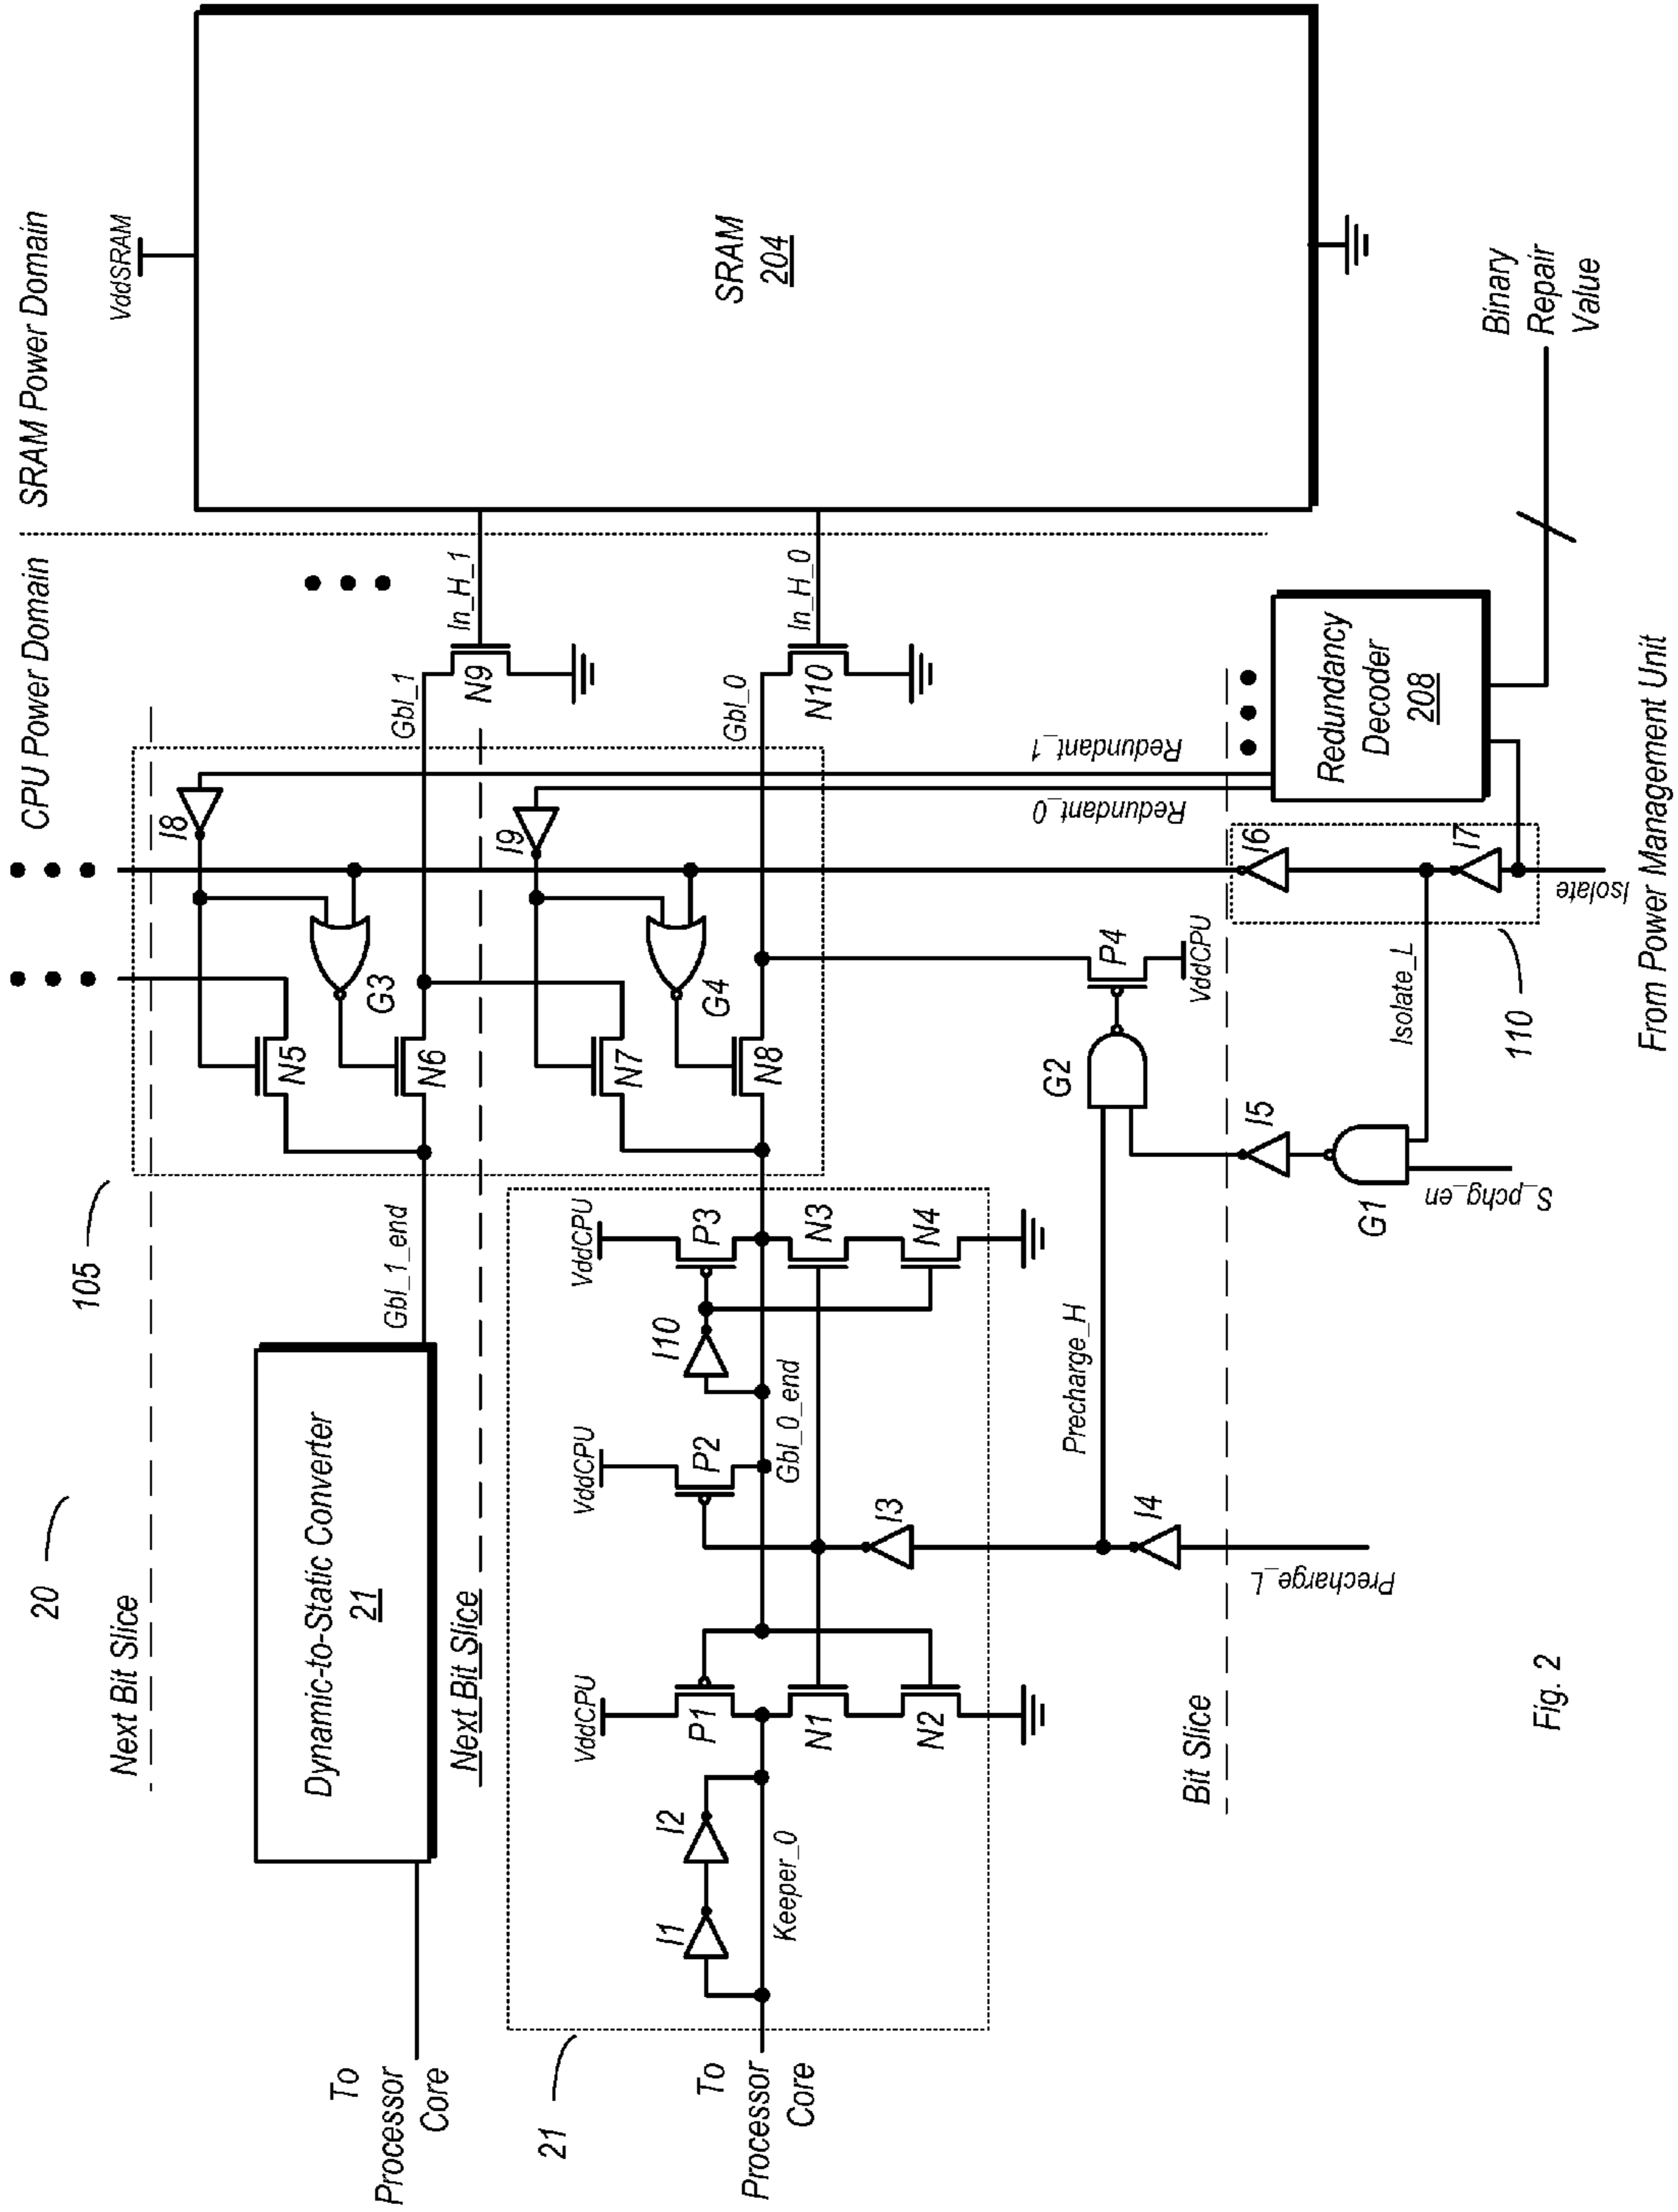 SRAM Power Domain
CPU Power Domain
VddSRAM
SRAM
204
Binary
Repair
Value
In_H_1
In_H_0
N9
N10
Gbl_1
Gbl_0
Redundant_1
Redundant_0
Redundancy
Decoder
208
From Power Management Unit
I8
I9
I6
I7
Isolate
Isolate_L
110
G3
G4
N5
N6
N7
N8
P4
VddCPU
G2
I5
G1
S_pchg_en
105
Gbl_1_end
VddCPU
P3
N3
N4
I10
Gbl_0_end
VddCPU
P2
Precharge_H
I3
I4
Precharge_L
20
Next Bit Slice
Dynamic-to-Static Converter
21
Next Bit Slice
VddCPU
P1
N1
N2
Bit Slice
I2
I1
Keeper_0
21
To
Processor
Core
To
Processor
Core
Fig. 2